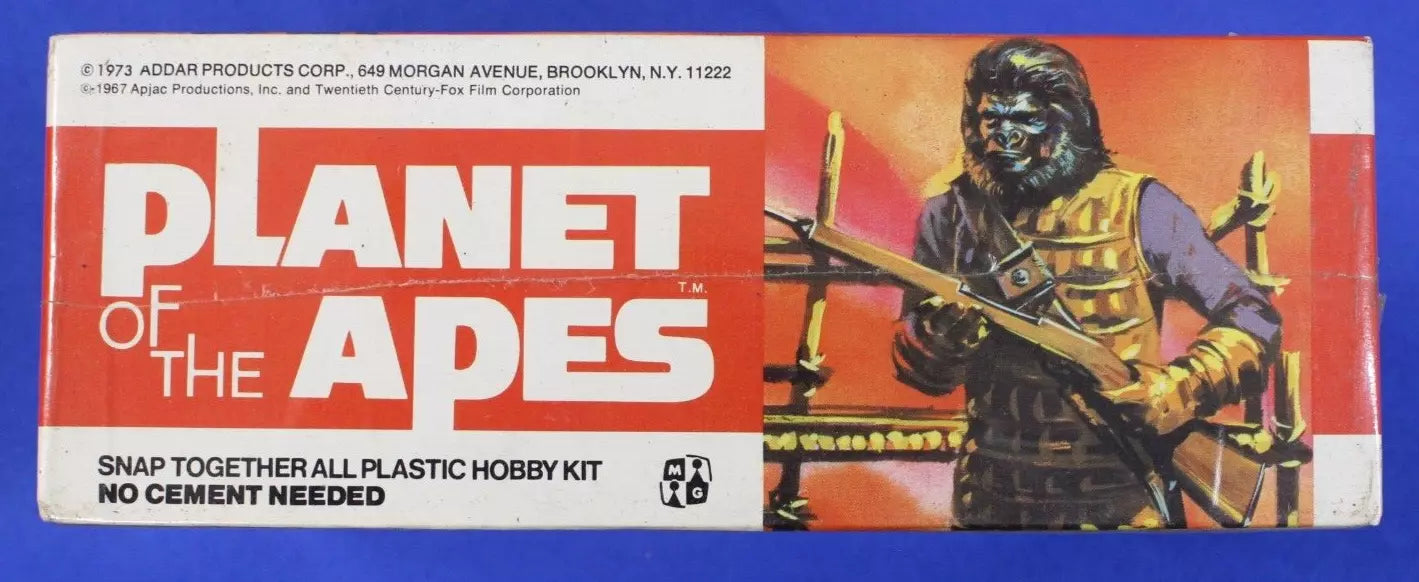 © 1973 ADDAR PRODUCTS CORP., 649 MORGAN AVENUE, BROOKLYN, N.Y. 11222
© 1967 Apjac Productions, Inc. and Twentieth Century-Fox Film Corporation
PLANET
OF THE APES T.M.
SNAP TOGETHER ALL PLASTIC HOBBY KIT
NO CEMENT NEEDED
M
G